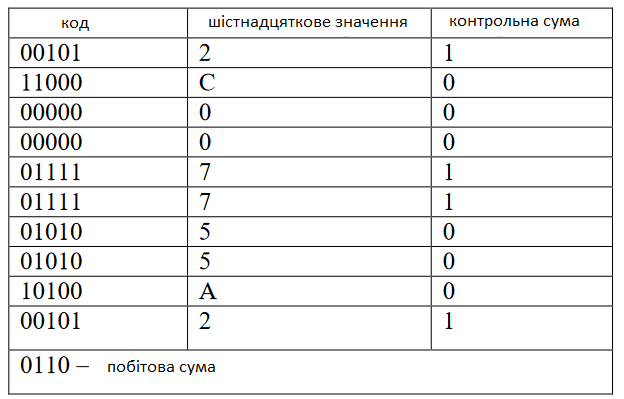 код шістнадцяткове значення контрольна сума
00101 2 1
11000 C 0
00000 0 0
00000 0 0
01111 7 1
01111 7 1
01010 5 0
01010 5 0
10100 A 0
00101 2 1
0110 – побітова сума